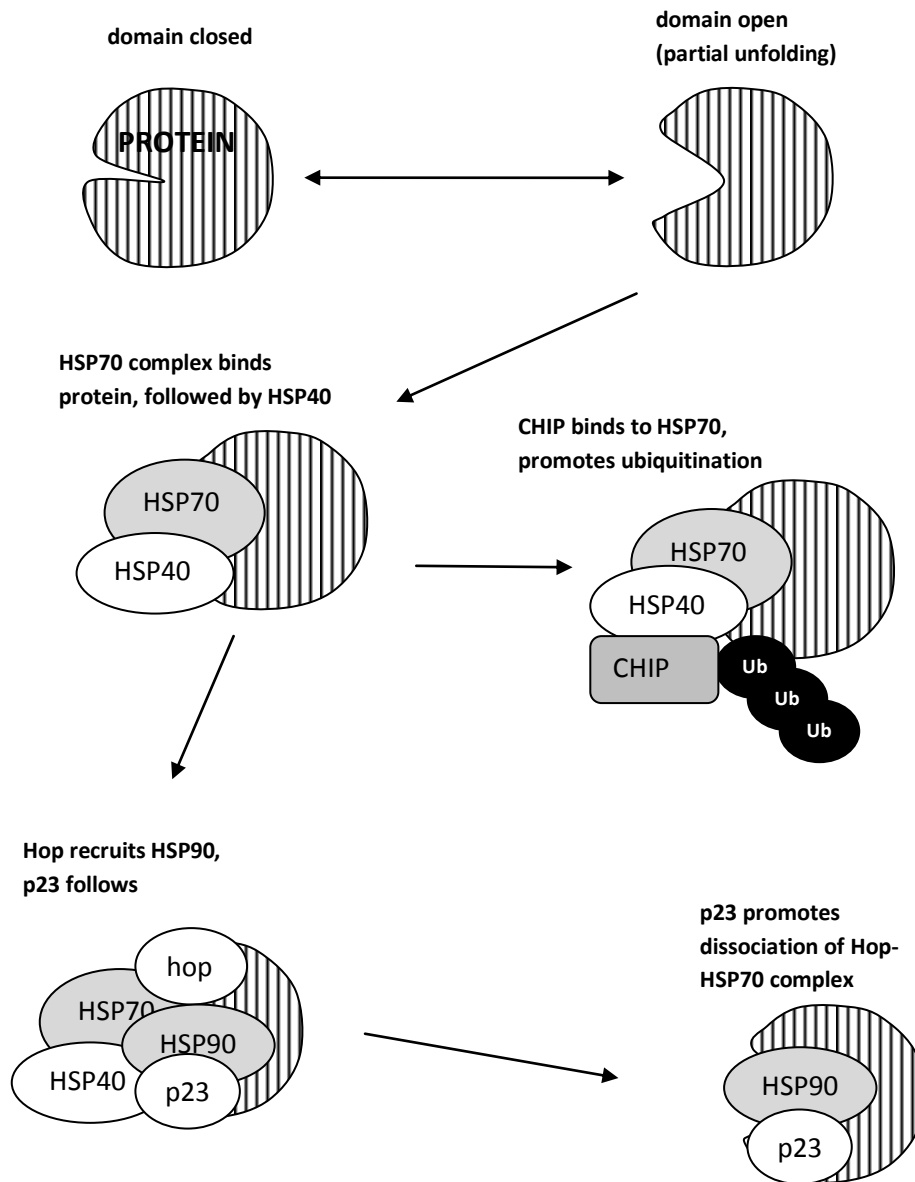 domain closed
domain open
(partial unfolding)
PROTEIN
HSP70 complex binds
protein, followed by HSP40
HSP70
HSP40
CHIP binds to HSP70,
promotes ubiquitination
HSP70
HSP40
CHIP
Ub
Ub
Ub
Hop recruits HSP90,
p23 follows
hop
HSP70
HSP90
HSP40
p23
p23 promotes
dissociation of Hop-
HSP70 complex
HSP90
p23